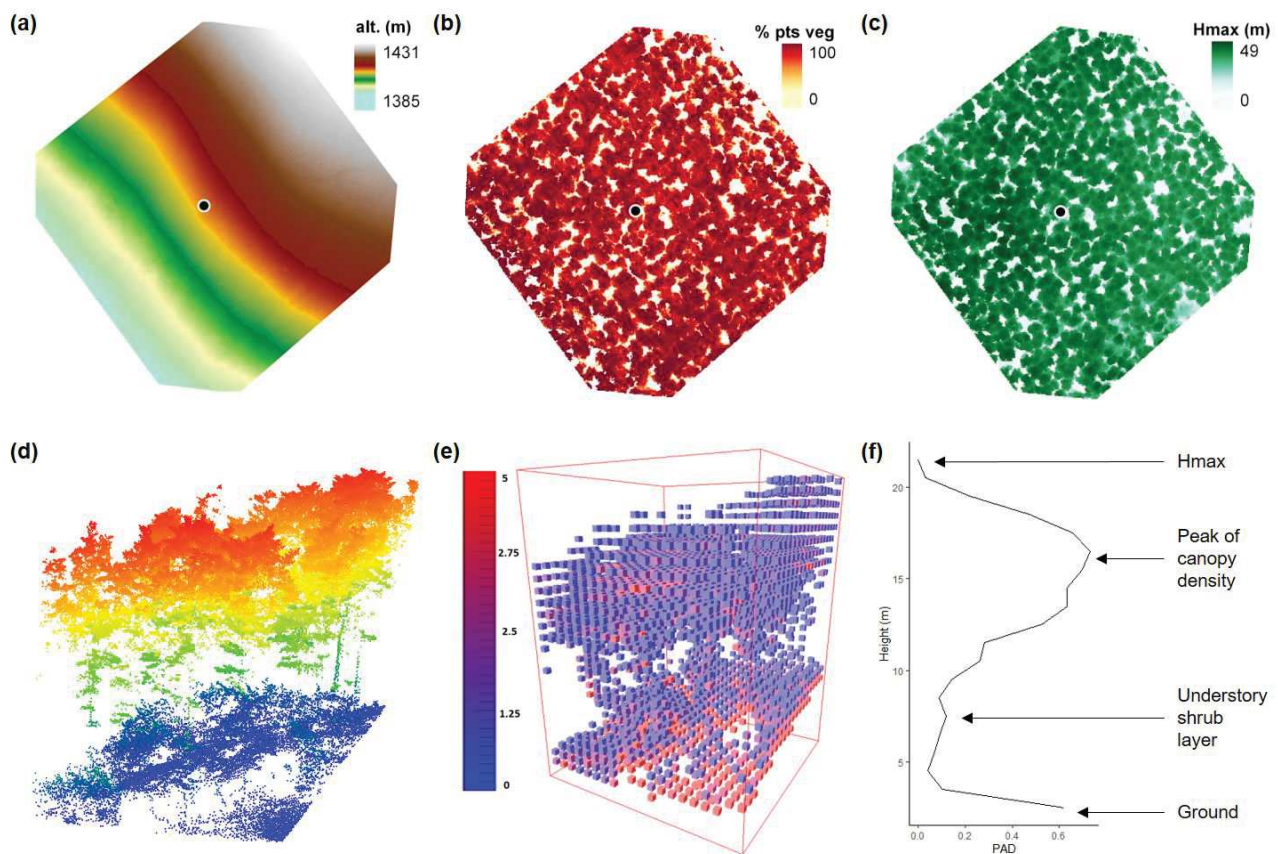 (a)
alt. (m)
1431
1385
(b)
% pts veg
100
0
(c)
Hmax (m)
49
0
(d)
(e)
5
2.75
2.5
1.25
0
(f)
Height (m)
20
15
10
5
0.0
0.2
0.4
0.6
PAD
Hmax
Peak of
canopy
density
Understory
shrub
layer
Ground